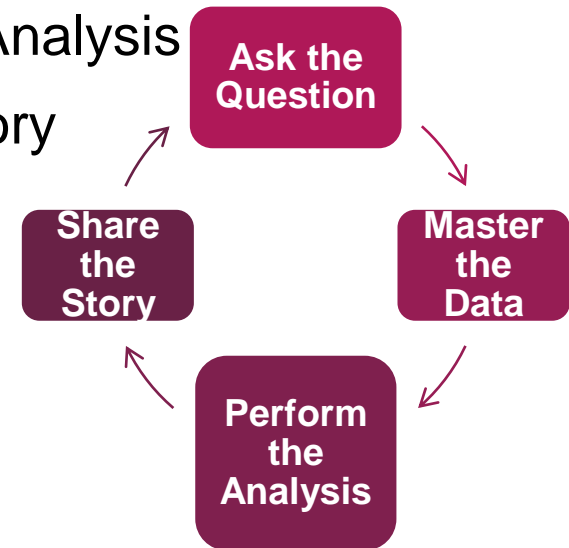 Analysis
ory
Ask the
Question
Master
the
Data
Perform
the
Analysis
Share
the
Story